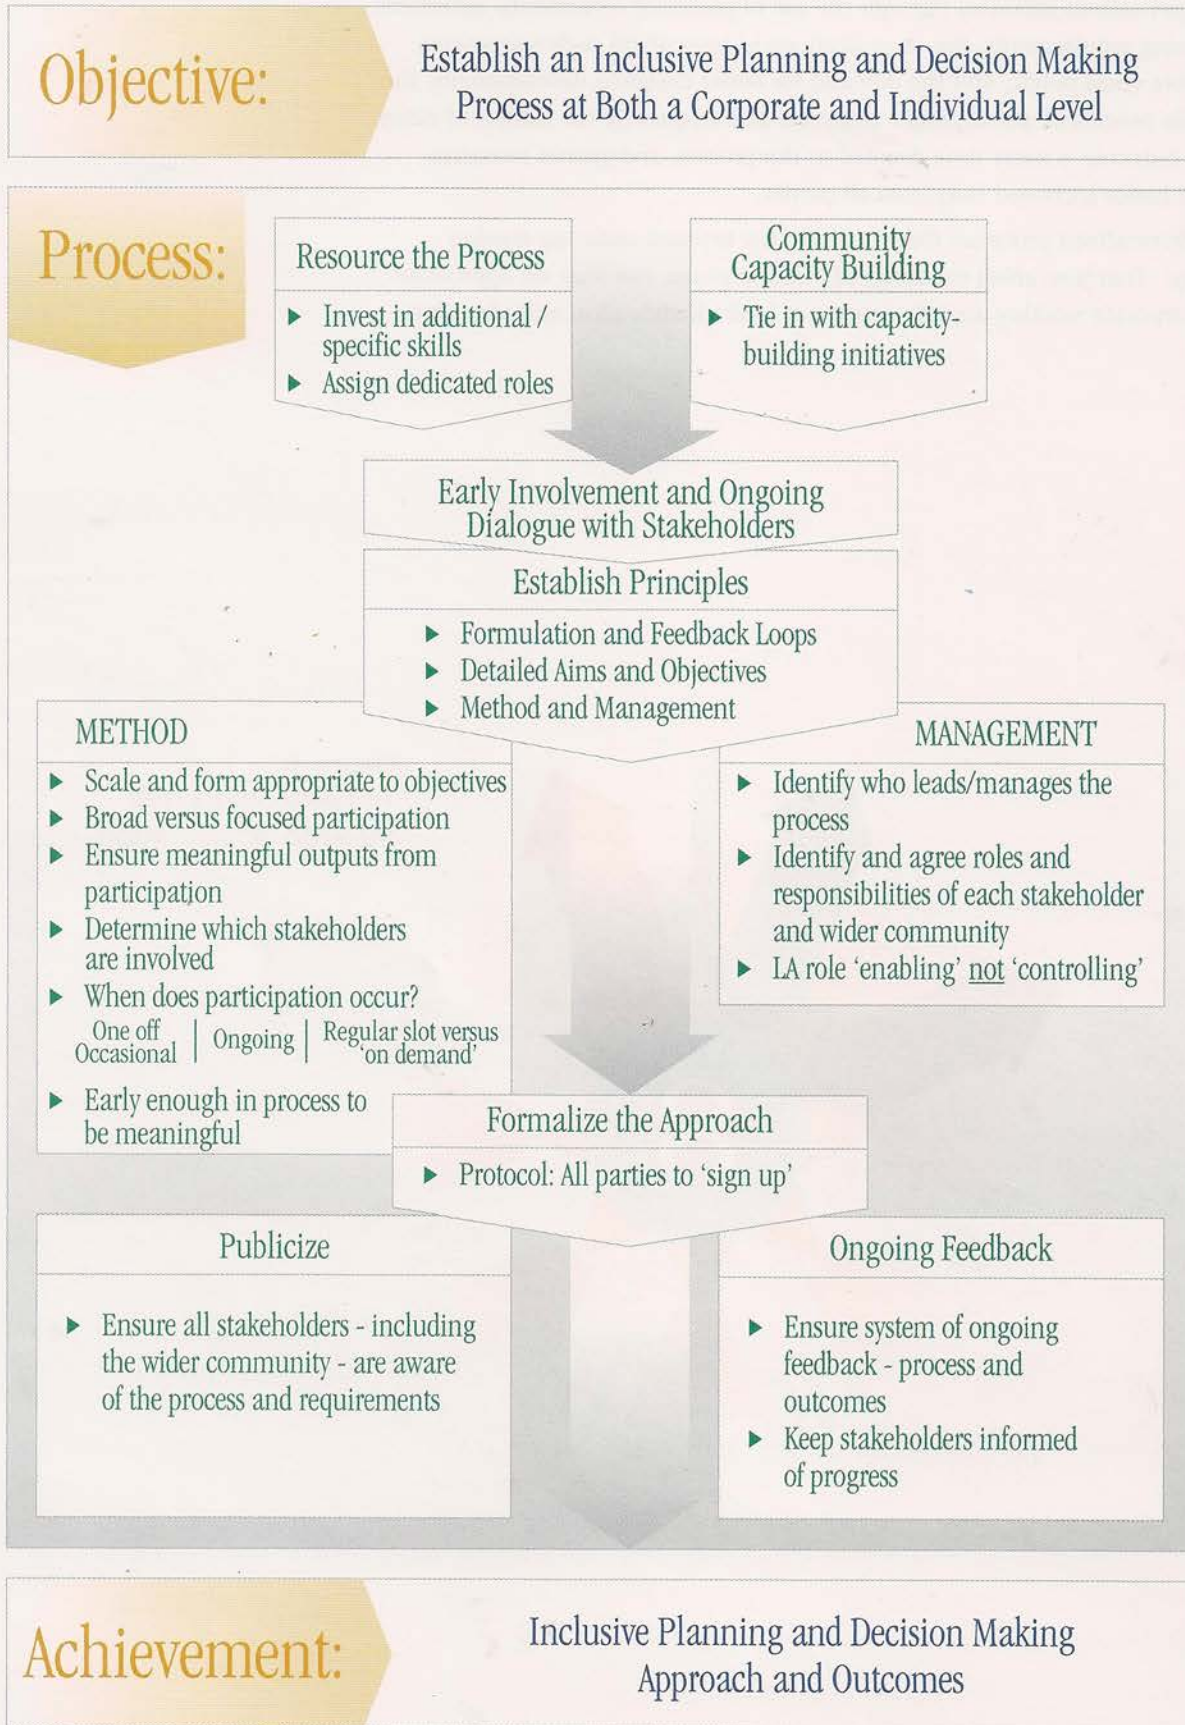 Objective:
Establish an Inclusive Planning and Decision Making
Process at Both a Corporate and Individual Level
Process:
Resource the Process
▶ Invest in additional /
specific skills
▶ Assign dedicated roles
Community
Capacity Building
▶ Tie in with capacity-
building initiatives
Early Involvement and Ongoing
Dialogue with Stakeholders
Establish Principles
▶ Formulation and Feedback Loops
▶ Detailed Aims and Objectives
▶ Method and Management
METHOD
▶ Scale and form appropriate to objectives
▶ Broad versus focused participation
▶ Ensure meaningful outputs from
participation
▶ Determine which stakeholders
are involved
▶ When does participation occur?
One off
Occasional | Ongoing | Regular slot versus
'on demand'
▶ Early enough in process to
be meaningful
MANAGEMENT
▶ Identify who leads/manages the
process
▶ Identify and agree roles and
responsibilities of each stakeholder
and wider community
▶ LA role 'enabling' not 'controlling'
Formalize the Approach
▶ Protocol: All parties to 'sign up'
Publicize
▶ Ensure all stakeholders - including
the wider community - are aware
of the process and requirements
Ongoing Feedback
▶ Ensure system of ongoing
feedback - process and
outcomes
▶ Keep stakeholders informed
of progress
Achievement:
Inclusive Planning and Decision Making
Approach and Outcomes